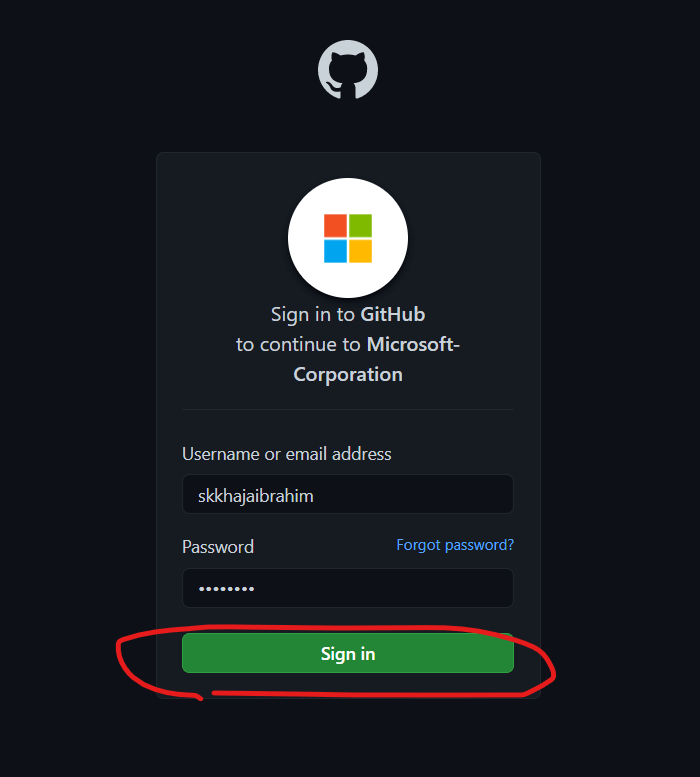 Sign in to GitHub
to continue to Microsoft-
Corporation
Username or email address
skkhajaibrahim
Password Forgot password?
••••••••
Sign in